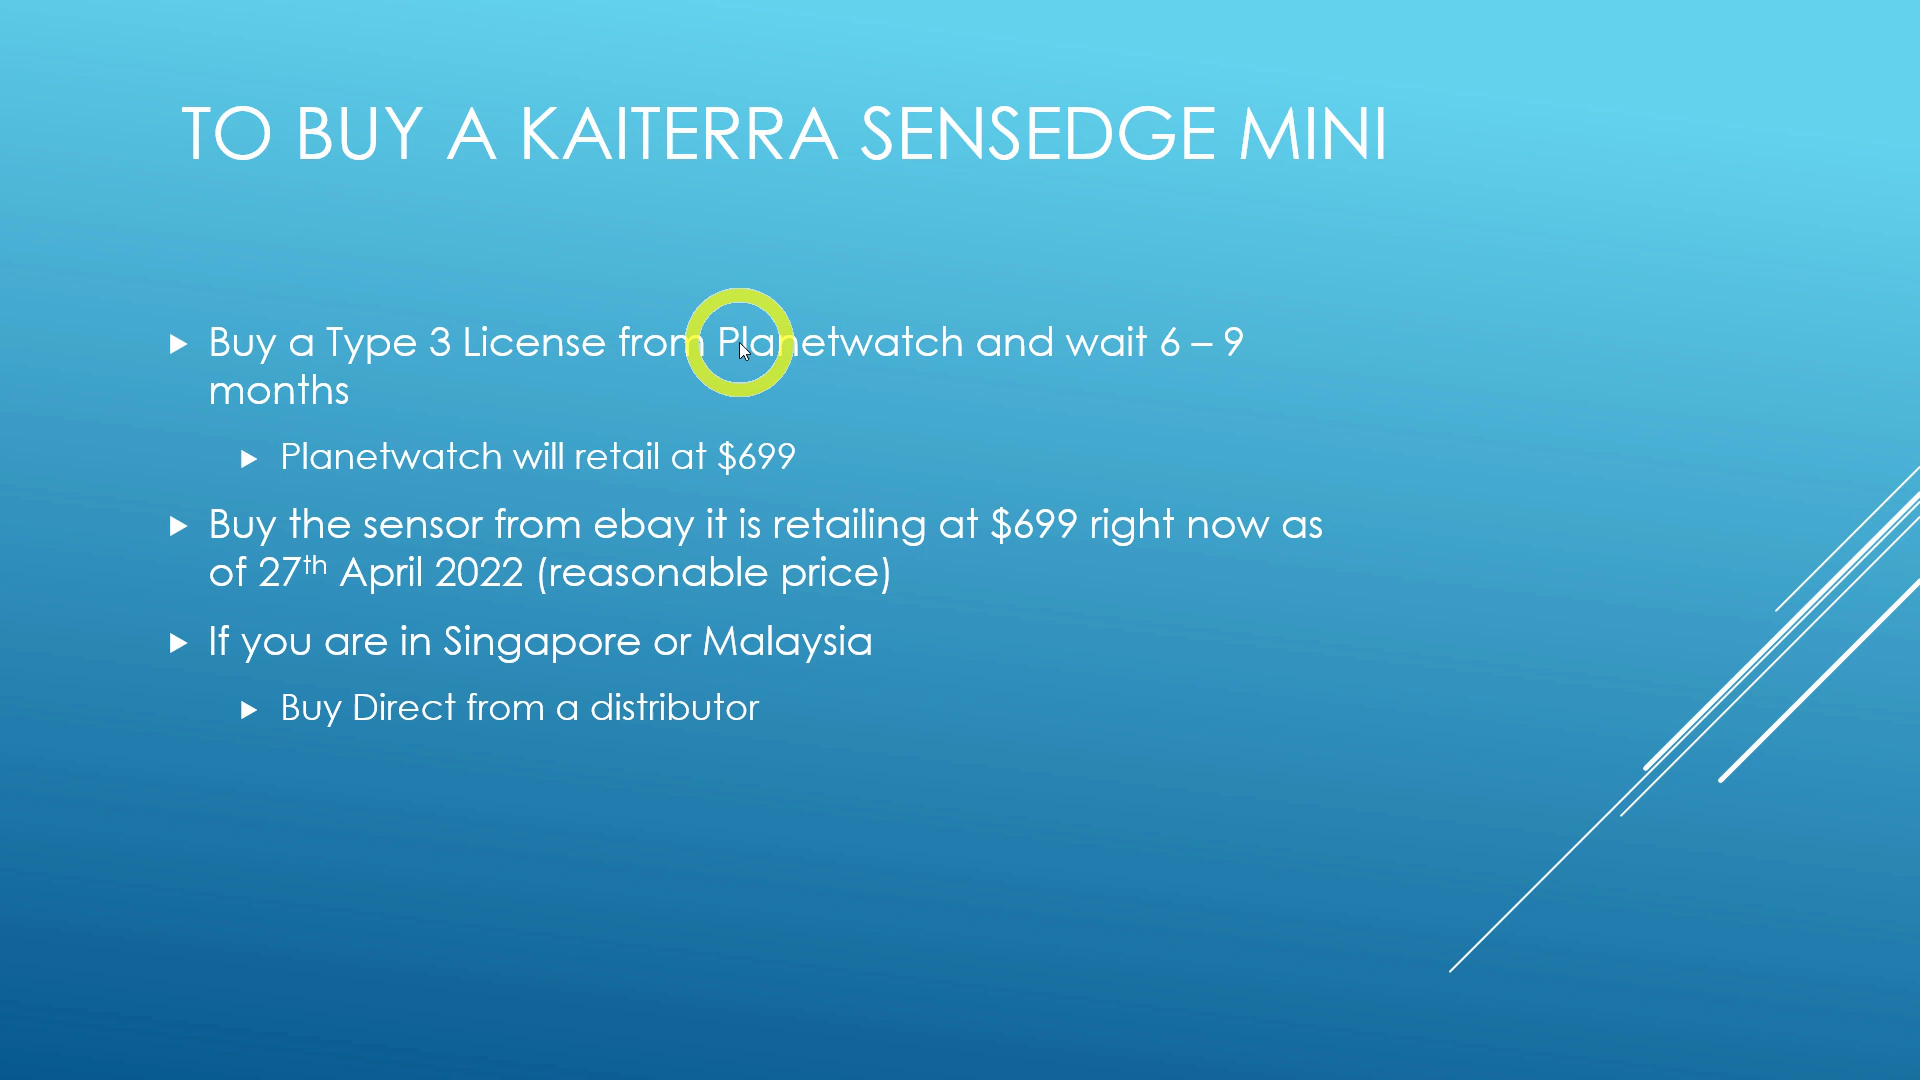 TO BUY A KAITERRA SENSEDGE MINI
Buy a Type 3 License from Planetwatch and wait 6 – 9
months
Planetwatch will retail at $699
Buy the sensor from ebay it is retailing at $699 right now as
of 27th April 2022 (reasonable price)
If you are in Singapore or Malaysia
Buy Direct from a distributor